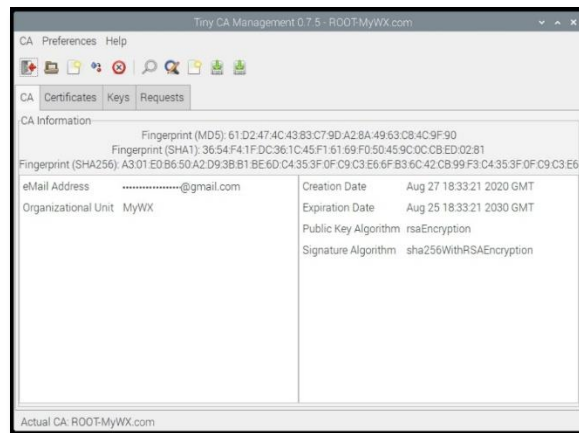 Tiny CA Management 0.7.5 - ROOT-MyWX.com
CA Preferences Help
CA Certificates Keys Requests
CA Information
Fingerprint (MD5): 61:D2:47:4C:43:83:C7:9D:A2:8A:49:63:C8:4C:9F:90
Fingerprint (SHA1): 36:54:F4:1F:DC:36:1C:45:F1:61:69:F0:50:45:9C:0C:CB:ED:02:81
Fingerprint (SHA256): A3:01:E0:B6:50:A2:D9:3B:B1:BE:6D:C4:35:3F:0F:C9:C3:E6:6F:B3:6C:42:CB:99:F3:C4:35:3F:0F:C9:C3:E6
eMail Address ••••••••••••••••••@gmail.com
Organizational Unit MyWX
Creation Date Aug 27 18:33:21 2020 GMT
Expiration Date Aug 25 18:33:21 2030 GMT
Public Key Algorithm rsaEncryption
Signature Algorithm sha256WithRSAEncryption
Actual CA: ROOT-MyWX.com